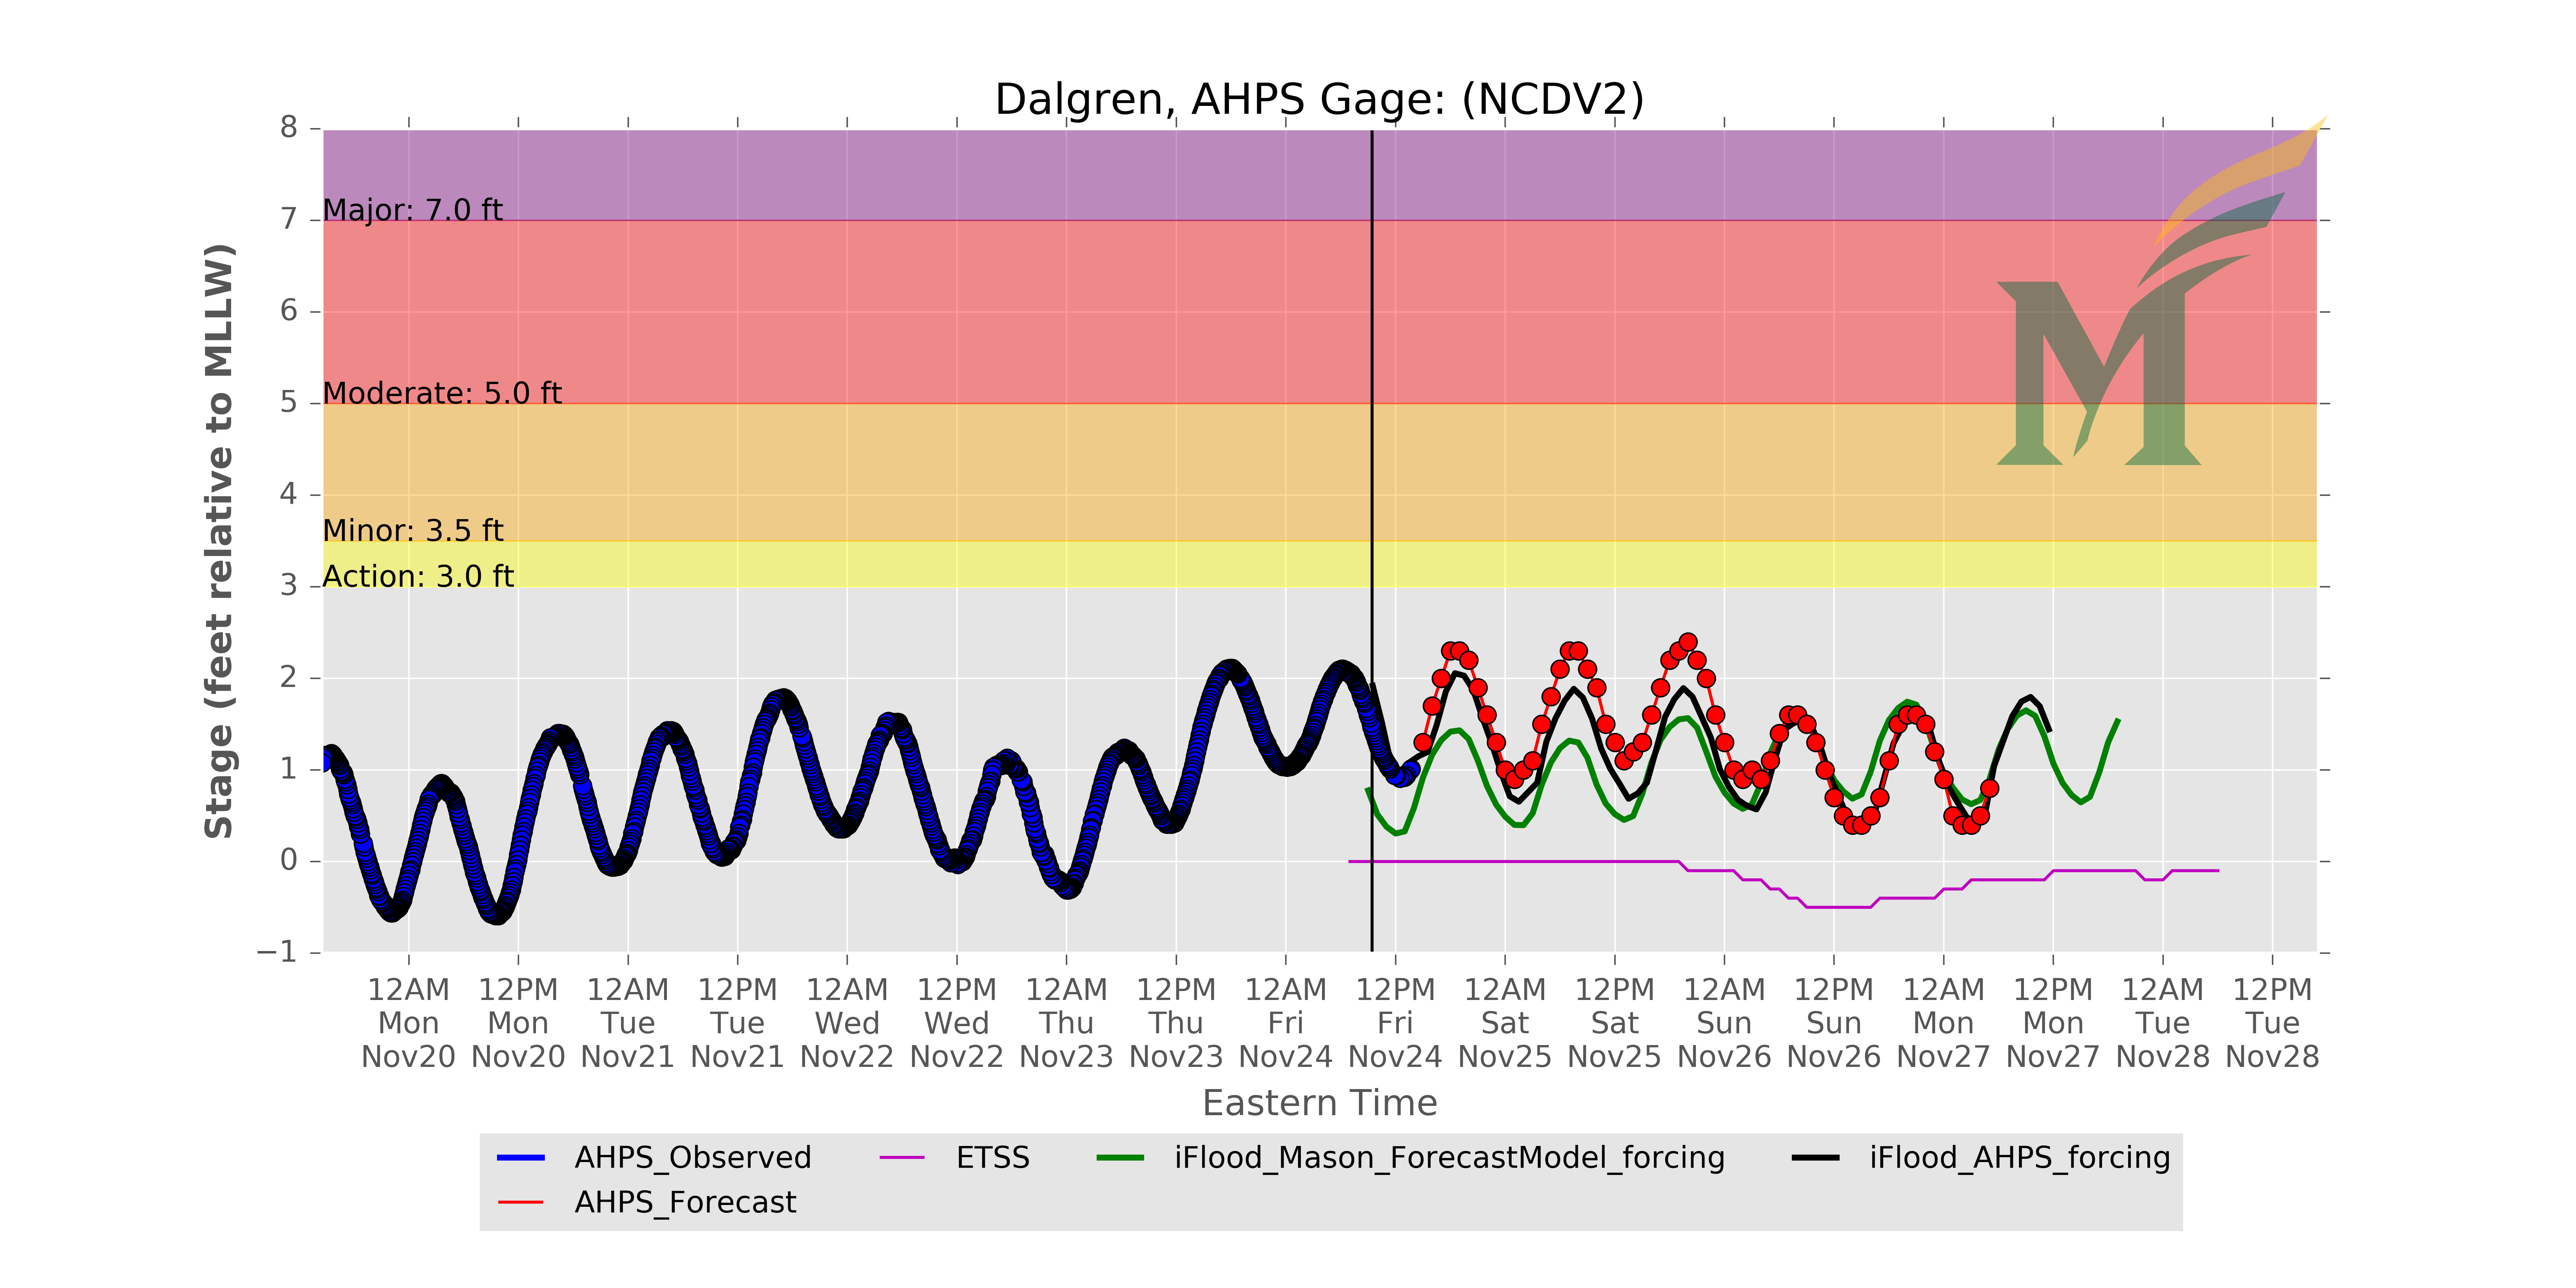 Dalgren, AHPS Gage: (NCDV2)
Stage (feet relative to MLLW)
8
7
6
5
4
3
2
1
0
−1
Major: 7.0 ft
Moderate: 5.0 ft
Minor: 3.5 ft
Action: 3.0 ft
M
12AM Mon Nov20
12PM Mon Nov20
12AM Tue Nov21
12PM Tue Nov21
12AM Wed Nov22
12PM Wed Nov22
12AM Thu Nov23
12PM Thu Nov23
12AM Fri Nov24
12PM Fri Nov24
12AM Sat Nov25
12PM Sat Nov25
12AM Sun Nov26
12PM Sun Nov26
12AM Mon Nov27
12PM Mon Nov27
12AM Tue Nov28
12PM Tue Nov28
Eastern Time
AHPS_Observed
AHPS_Forecast
ETSS
iFlood_Mason_ForecastModel_forcing
iFlood_AHPS_forcing